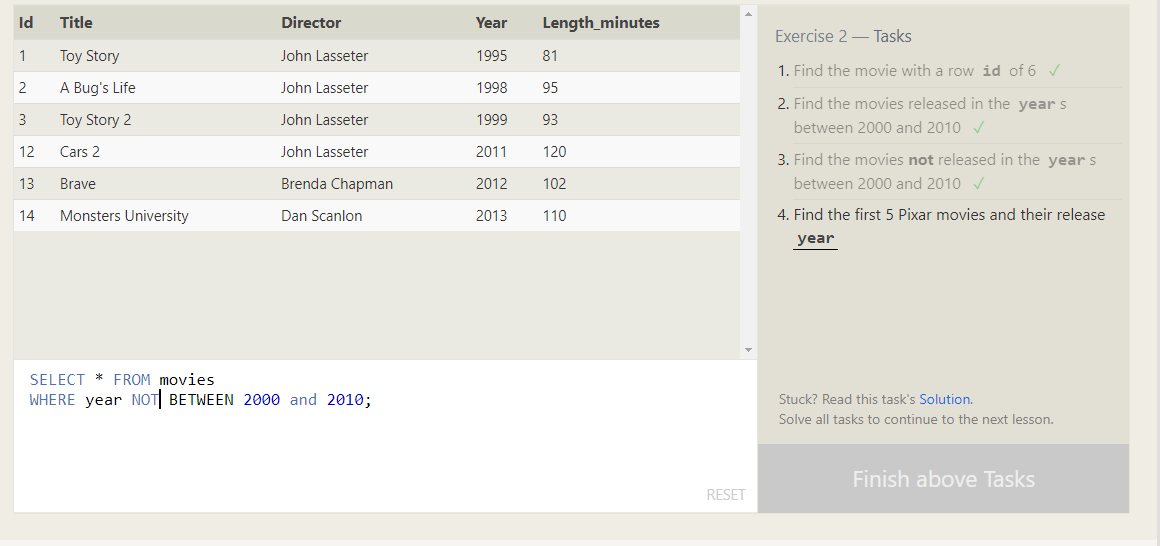 Id Title Director Year Length_minutes
1 Toy Story John Lasseter 1995 81
2 A Bug's Life John Lasseter 1998 95
3 Toy Story 2 John Lasseter 1999 93
12 Cars 2 John Lasseter 2011 120
13 Brave Brenda Chapman 2012 102
14 Monsters University Dan Scanlon 2013 110
SELECT * FROM movies
WHERE year NOT BETWEEN 2000 and 2010;
RESET
Exercise 2 — Tasks
1. Find the movie with a row id of 6 ✓
2. Find the movies released in the year s
between 2000 and 2010 ✓
3. Find the movies not released in the year s
between 2000 and 2010 ✓
4. Find the first 5 Pixar movies and their release
year
Stuck? Read this task's Solution.
Solve all tasks to continue to the next lesson.
Finish above Tasks